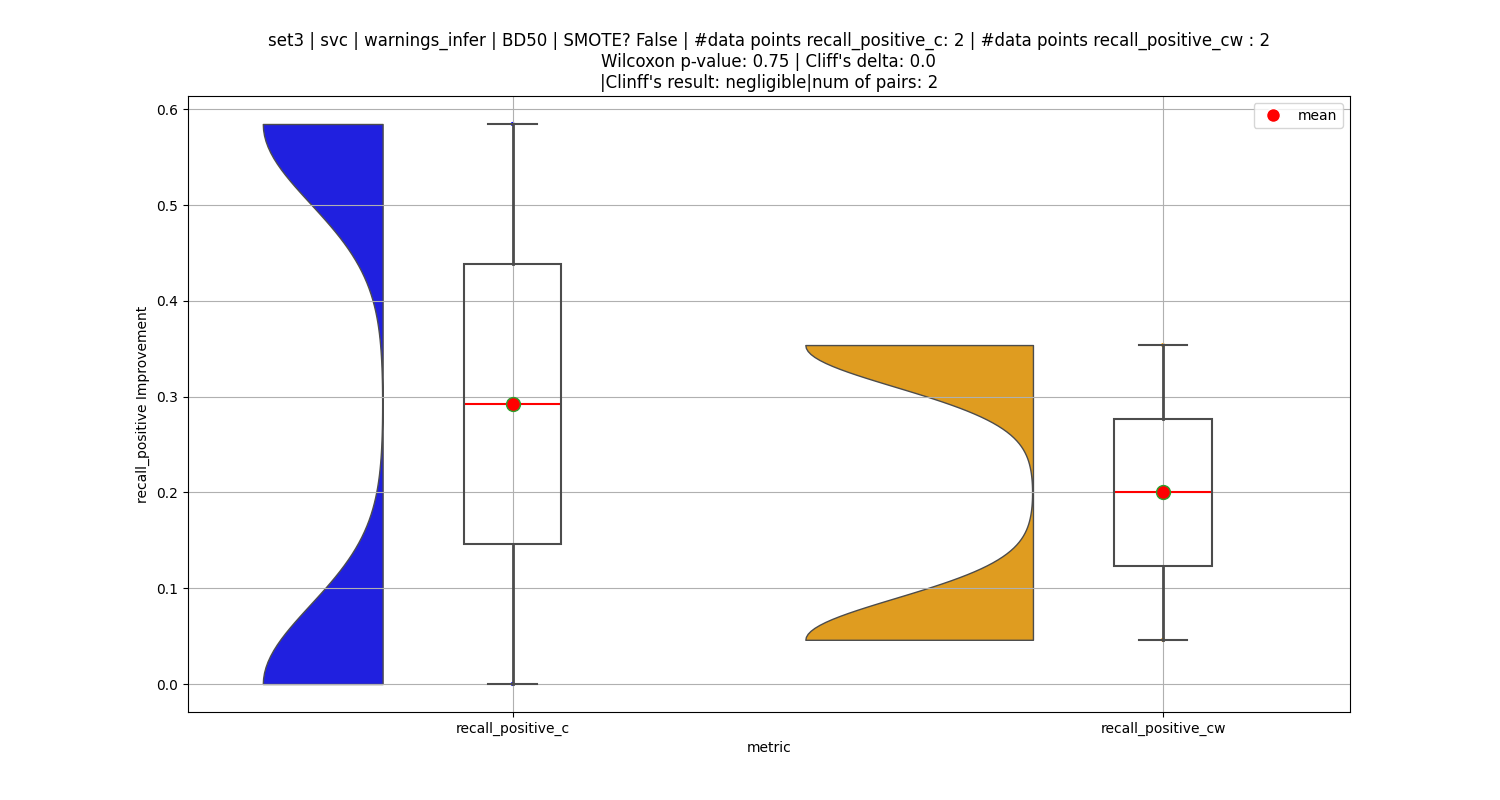 set3 | svc | warnings_infer | BD50 | SMOTE? False | #data points recall_positive_c: 2 | #data points recall_positive_cw : 2
Wilcoxon p-value: 0.75 | Cliff's delta: 0.0
|Clinff's result: negligible|num of pairs: 2
mean
0.6
0.5
0.4
0.3
0.2
0.1
0.0
recall_positive Improvement
recall_positive_c
recall_positive_cw
metric